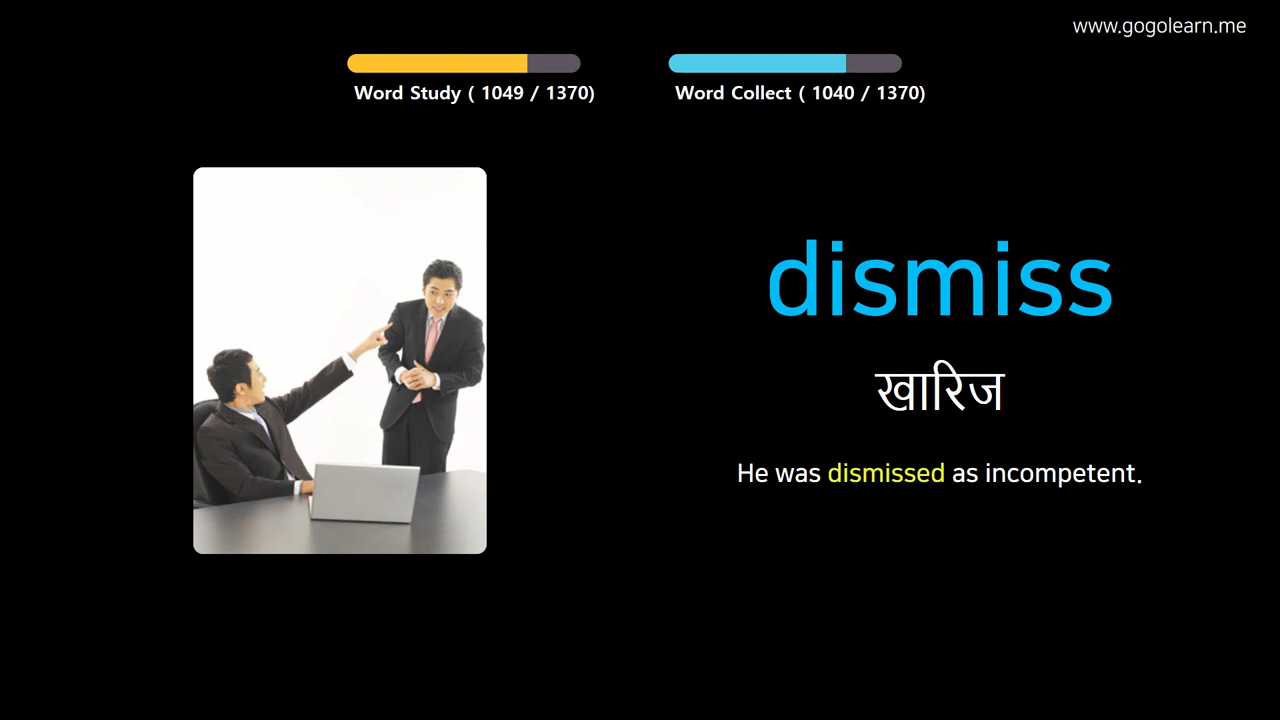 www.gogolearn.me
Word Study ( 1049 / 1370)
Word Collect ( 1040 / 1370)
dismiss
खारिज
He was dismissed as incompetent.